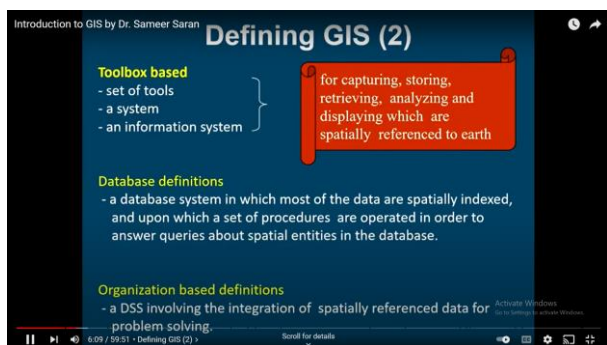 Introduction to GIS by Dr. Sameer Saran
Defining GIS (2)
Toolbox based
- set of tools
- a system
- an information system
for capturing, storing,
retrieving, analyzing and
displaying which are
spatially referenced to earth
Database definitions
- a database system in which most of the data are spatially indexed,
and upon which a set of procedures are operated in order to
answer queries about spatial entities in the database.
Organization based definitions
- a DSS involving the integration of spatially referenced data for
problem solving.
Activate Windows
Go to Settings to activate Windows.
6:09 / 59:51 • Defining GIS (2) >
Scroll for details